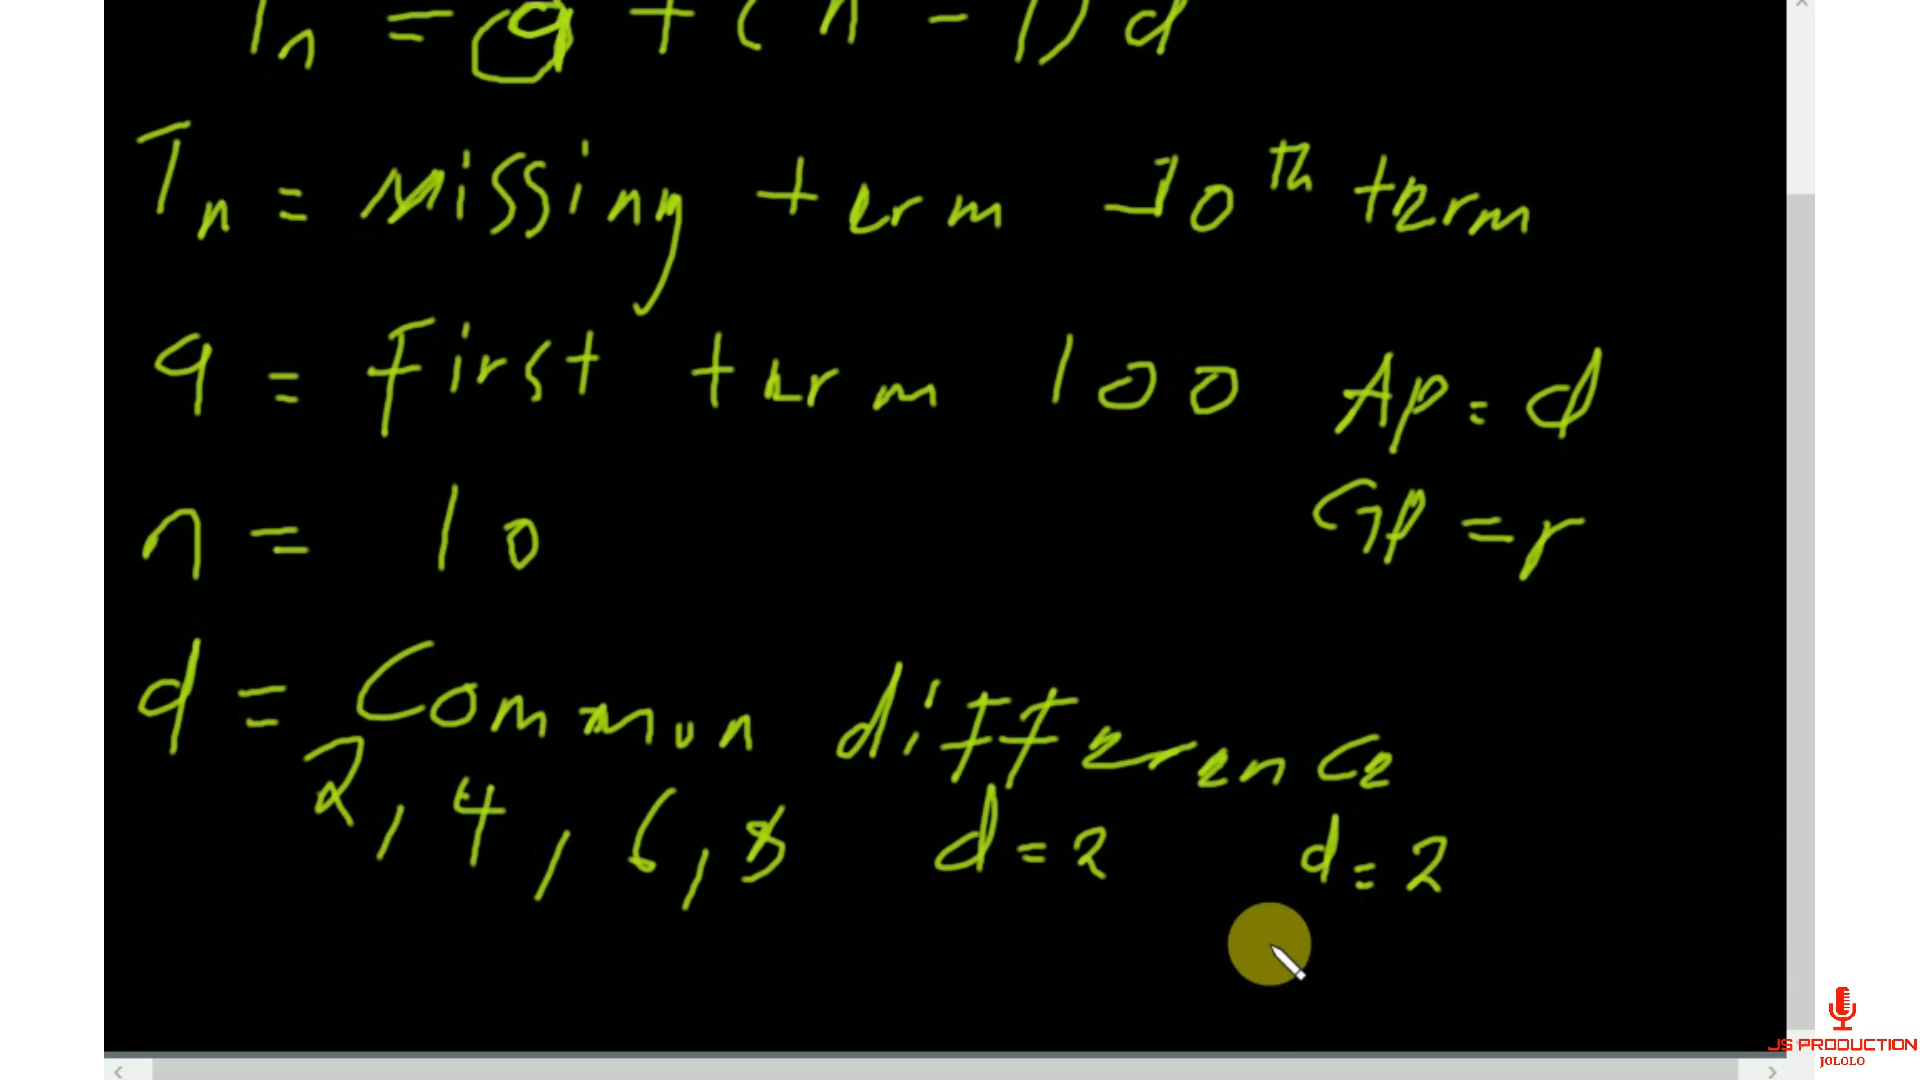 Tn = a + (n - 1)d
Tn = Missing term - 10th term
a = First term 100 AP = d
GP = r
n = 10
d = Common difference
2, 4, 6, 8 d = 2 d = 2
JS PRODUCTION
JOLOLO